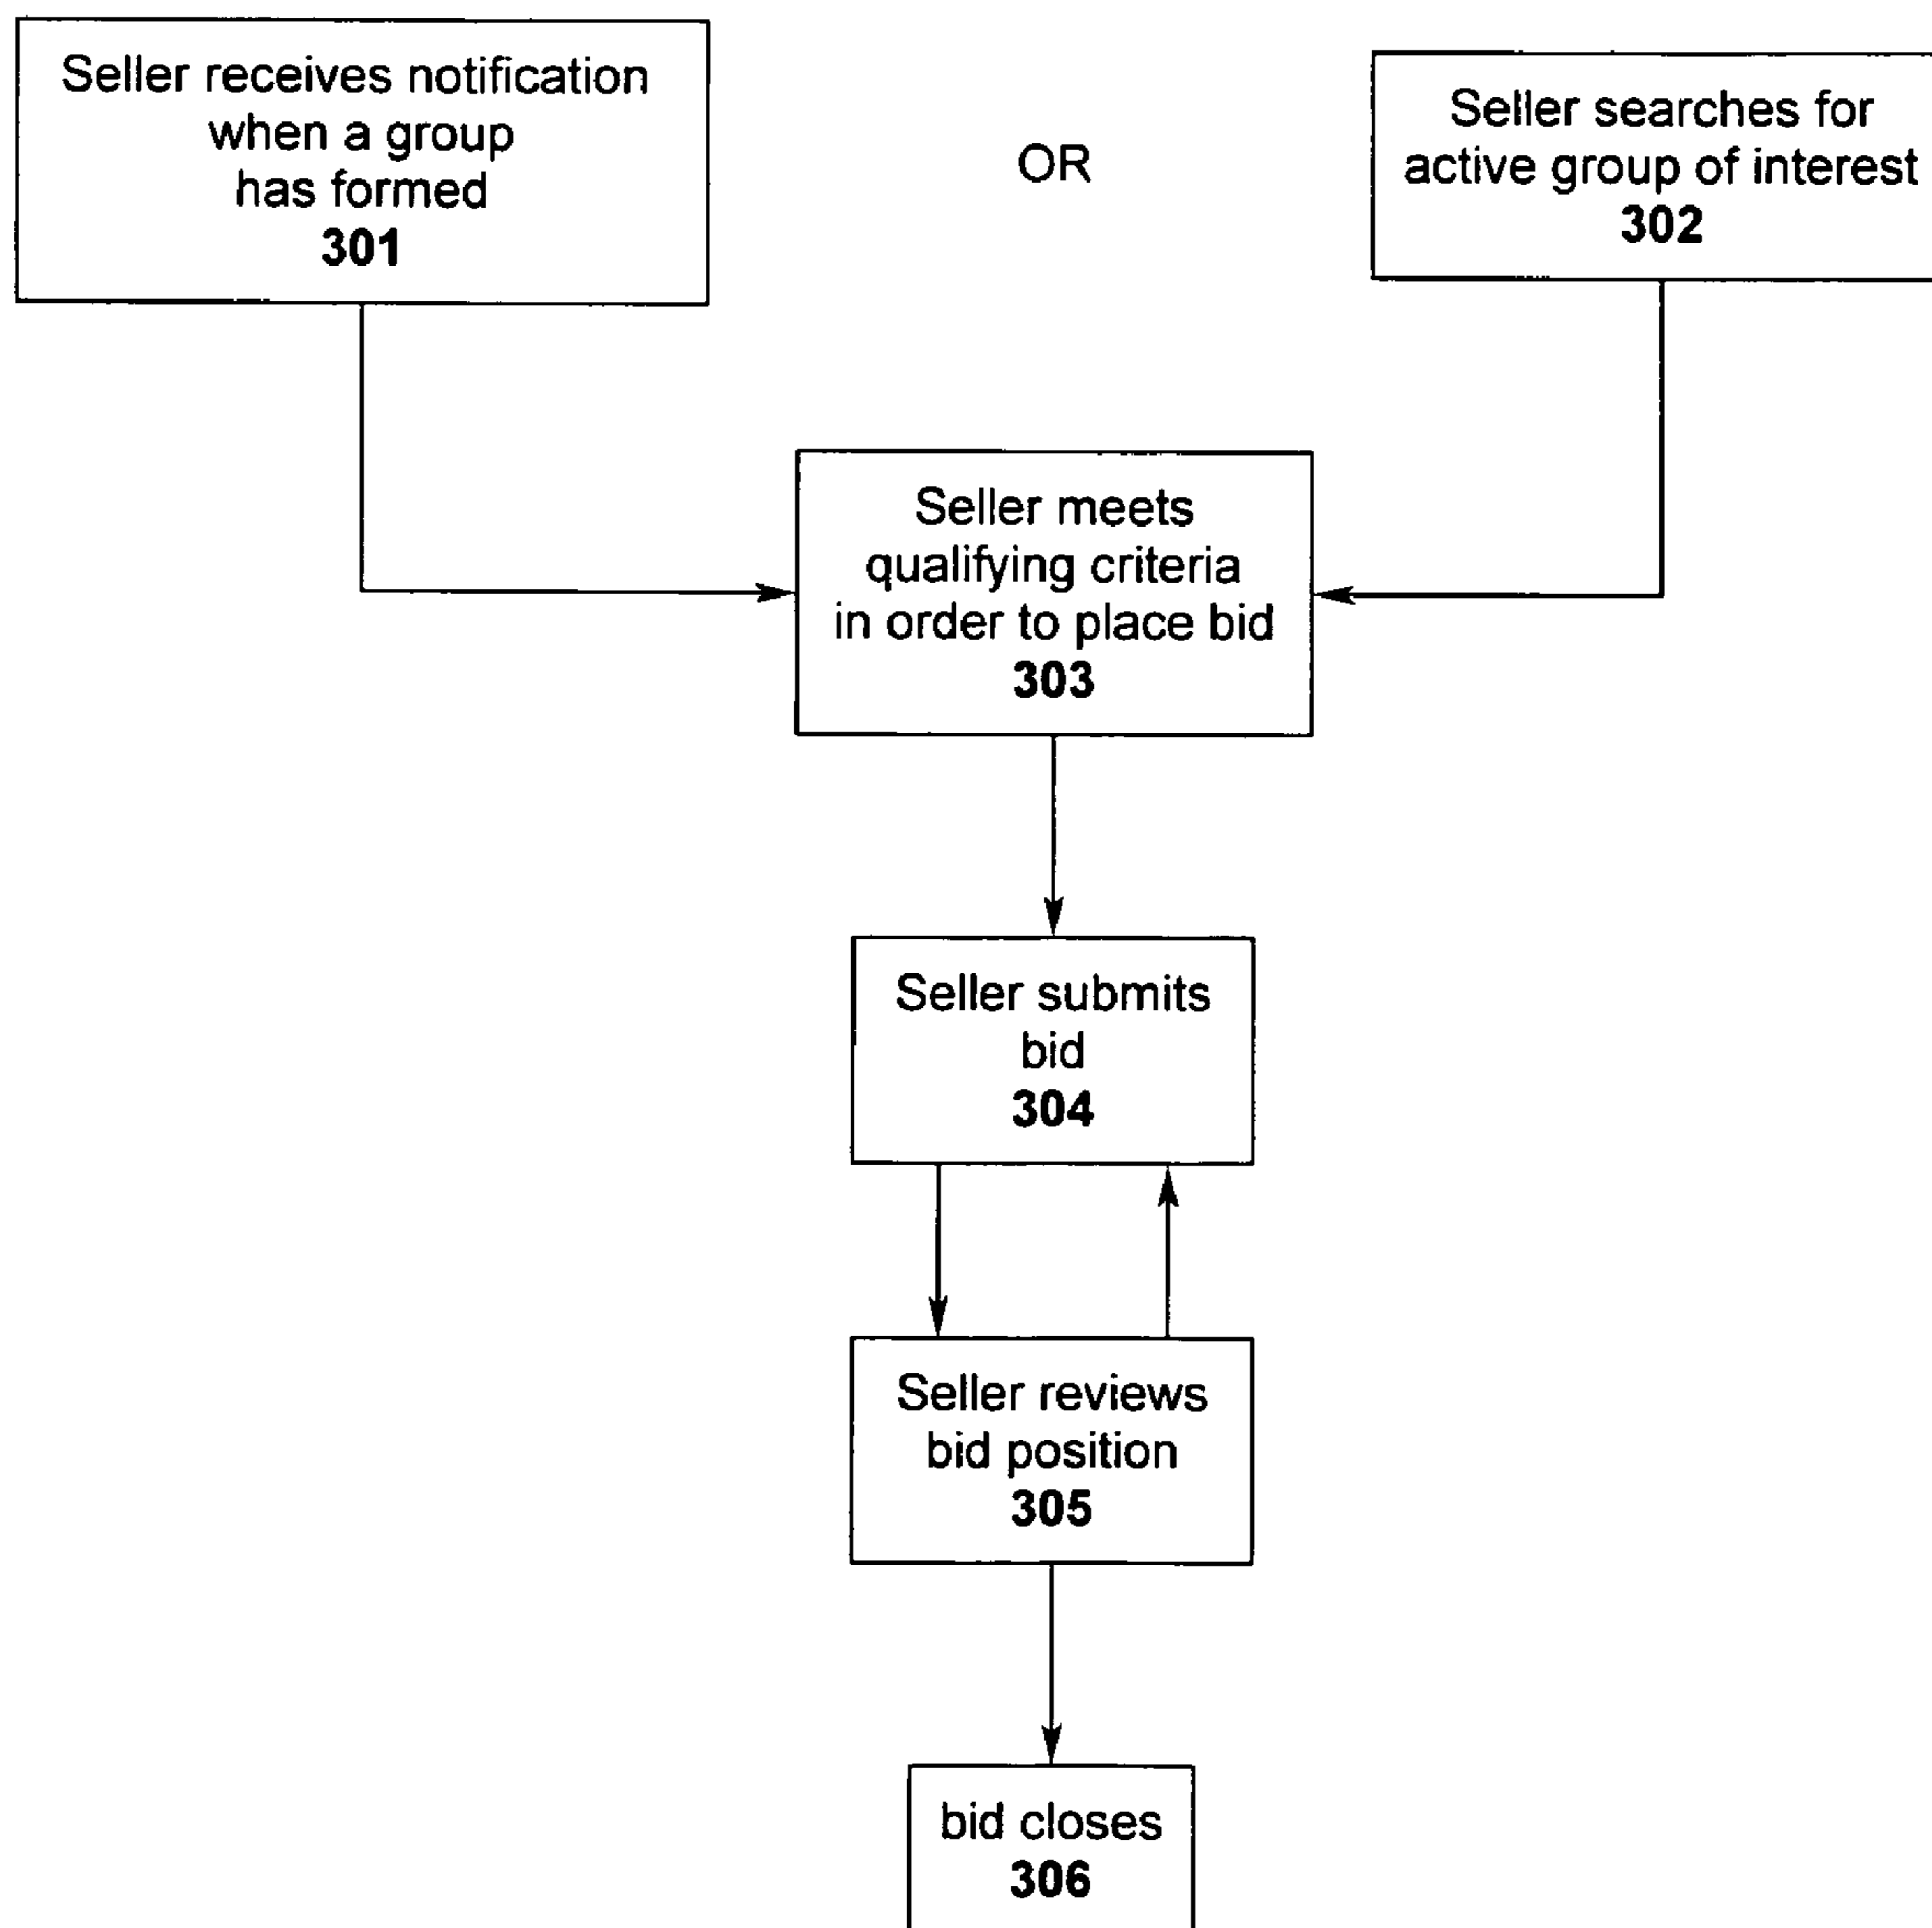 Seller receives notification
when a group
has formed
301
OR
Seller searches for
active group of interest
302
Seller meets
qualifying criteria
in order to place bid
303
Seller submits
bid
304
Seller reviews
bid position
305
bid closes
306